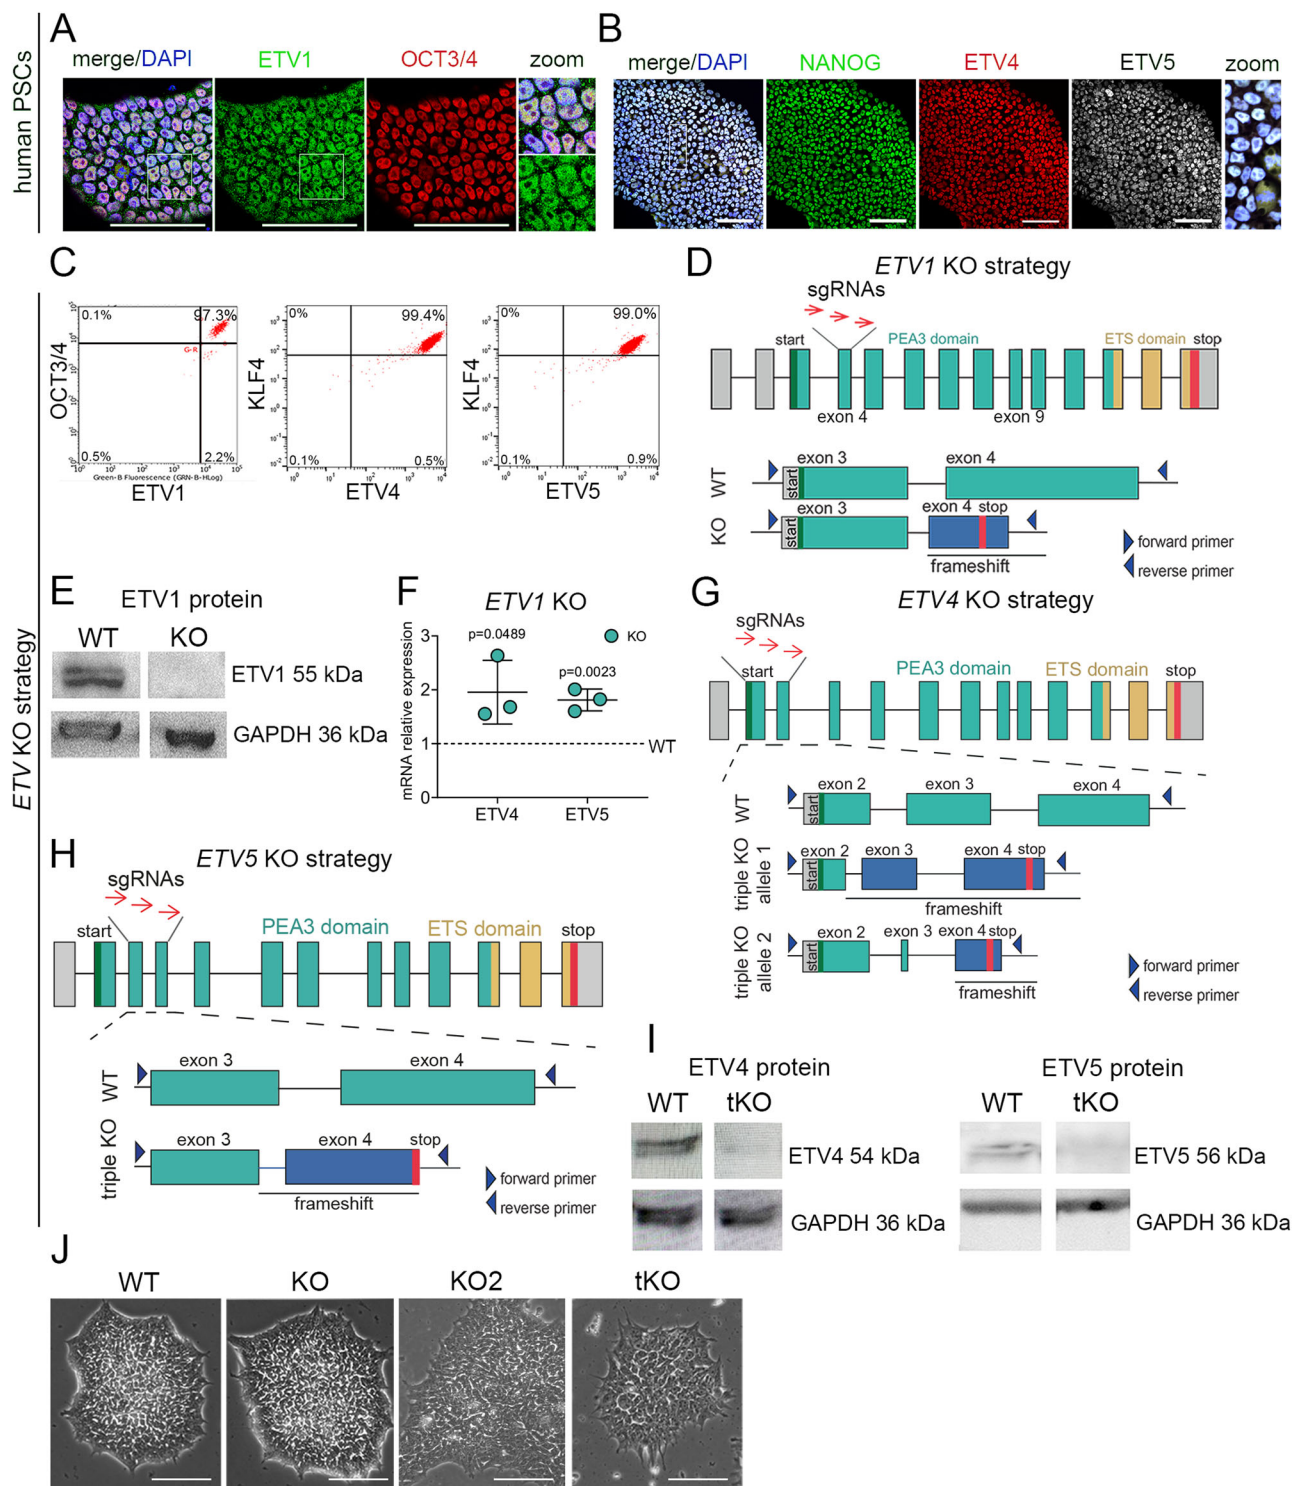 human PSCs
A
merge/DAPI
ETV1
OCT3/4
zoom
B
merge/DAPI
NANOG
ETV4
ETV5
zoom
ETV KO strategy
C
0.1%
97.3%
G-R
0.5%
2.2%
OCT3/4
Green-B Fluorescence (GRN-B-HLog)
ETV1
0%
99.4%
0.1%
0.5%
KLF4
ETV4
0%
99.0%
0.1%
0.9%
KLF4
ETV5
D
ETV1 KO strategy
sgRNAs
start
PEA3 domain
ETS domain
stop
exon 4
exon 9
WT
start
exon 3
exon 4
KO
start
exon 3
exon 4 stop
frameshift
forward primer
reverse primer
E
ETV1 protein
WT
KO
ETV1 55 kDa
GAPDH 36 kDa
F
ETV1 KO
mRNA relative expression
3
2
1
0
p=0.0489
p=0.0023
KO
WT
ETV4
ETV5
G
ETV4 KO strategy
sgRNAs
start
PEA3 domain
ETS domain
stop
WT
start
exon 2
exon 3
exon 4
triple KO
allele 1
start
exon 2
exon 3
exon 4 stop
frameshift
triple KO
allele 2
start
exon 2
exon 3
exon 4 stop
frameshift
forward primer
reverse primer
H
ETV5 KO strategy
sgRNAs
start
PEA3 domain
ETS domain
stop
WT
exon 3
exon 4
triple KO
exon 3
exon 4
stop
frameshift
forward primer
reverse primer
I
ETV4 protein
WT
tKO
ETV4 54 kDa
GAPDH 36 kDa
ETV5 protein
WT
tKO
ETV5 56 kDa
GAPDH 36 kDa
J
WT
KO
KO2
tKO